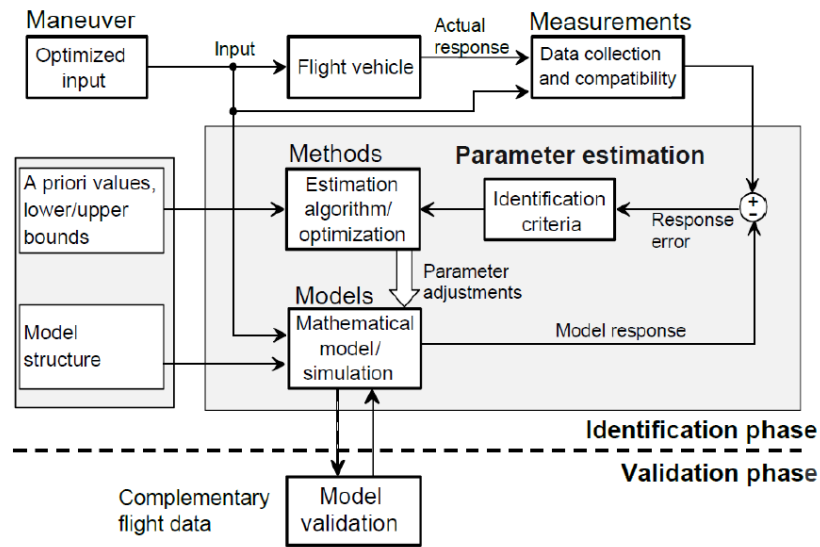 Maneuver
Optimized
input
Input
Flight vehicle
Actual
response
Measurements
Data collection
and compatibility
A priori values,
lower/upper
bounds
Model
structure
Methods
Estimation
algorithm/
optimization
Parameter estimation
Identification
criteria
+
−
Response
error
Parameter
adjustments
Models
Mathematical
model/
simulation
Model response
Identification phase
Validation phase
Complementary
flight data
Model
validation